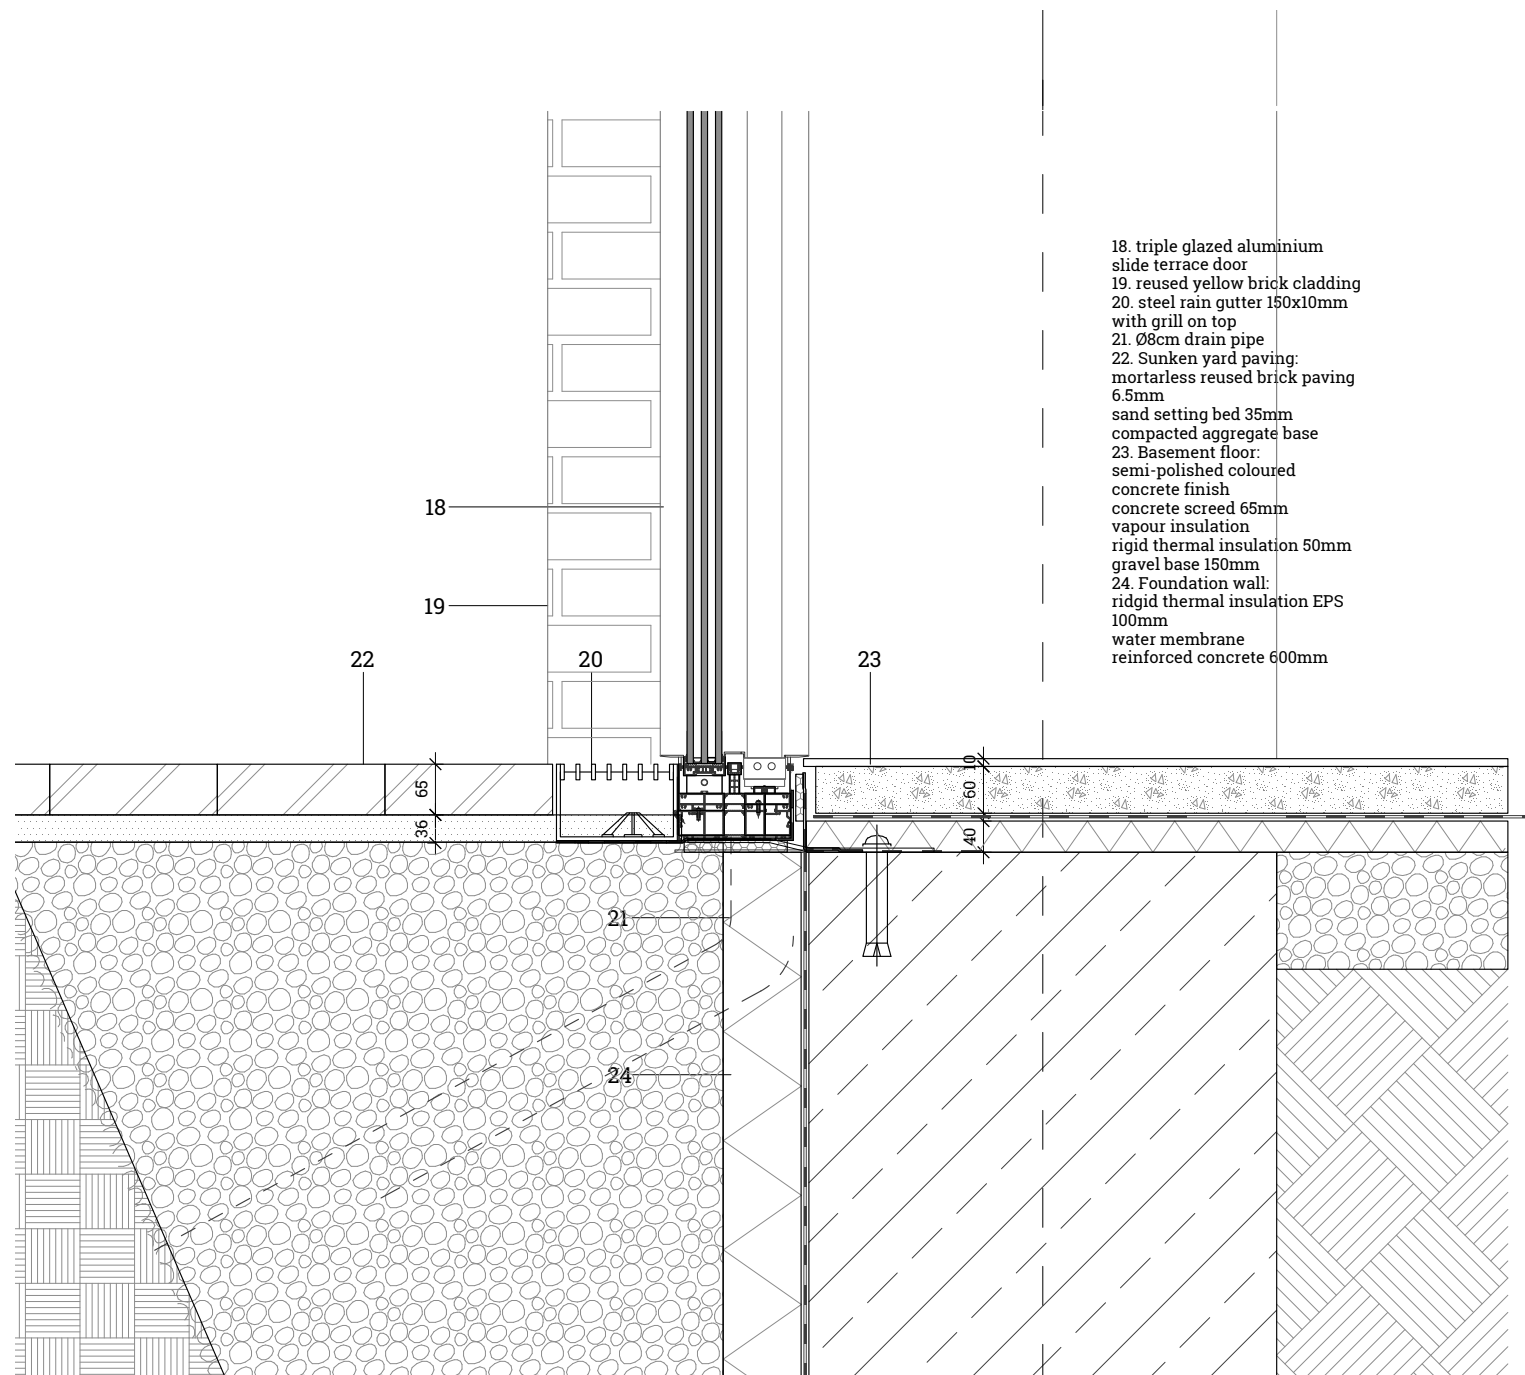 18. triple glazed aluminium
slide terrace door
19. reused yellow brick cladding
20. steel rain gutter 150x10mm
with grill on top
21. Ø8cm drain pipe
22. Sunken yard paving:
mortarless reused brick paving
6.5mm
sand setting bed 35mm
compacted aggregate base
23. Basement floor:
semi-polished coloured
concrete finish
concrete screed 65mm
vapour insulation
rigid thermal insulation 50mm
gravel base 150mm
24. Foundation wall:
ridgid thermal insulation EPS
100mm
water membrane
reinforced concrete 600mm
18
19
22
20
23
65
36
10
60
40
21
24